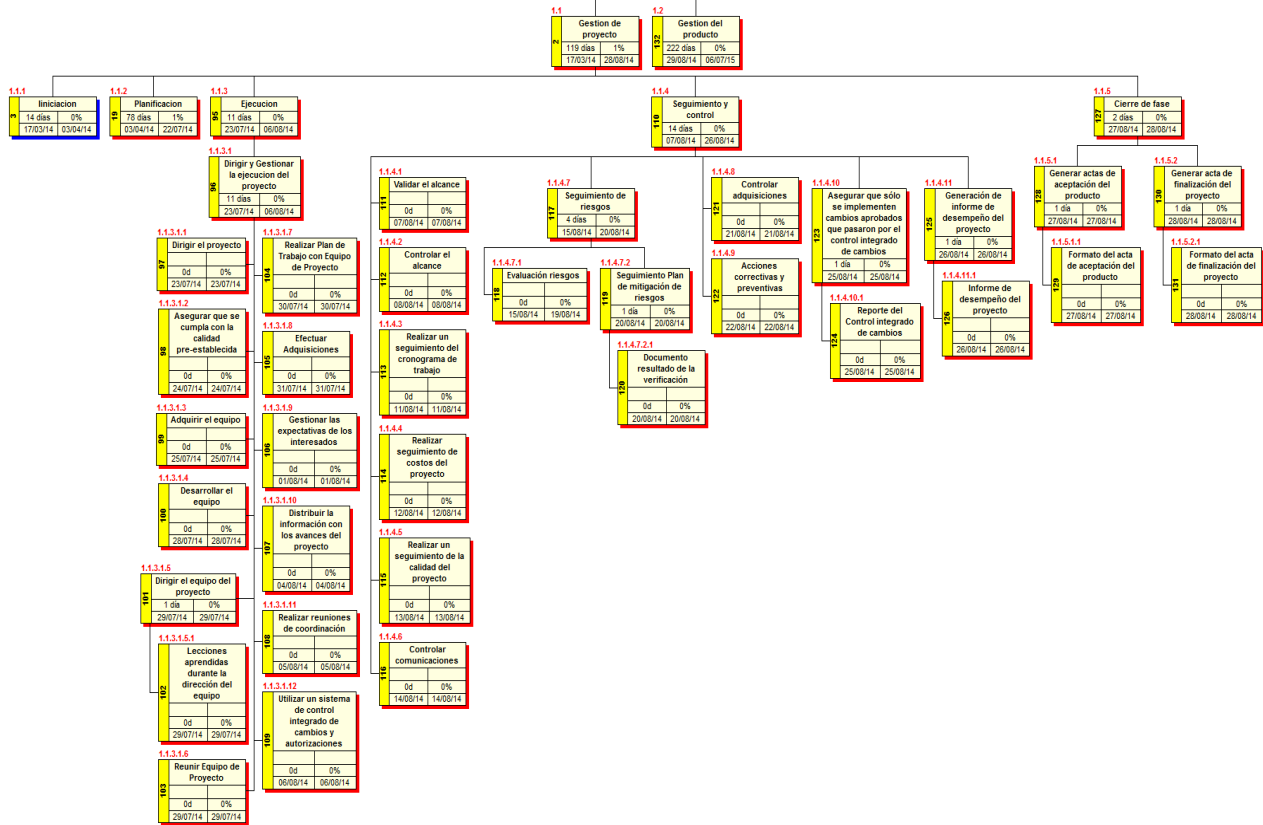 1.1
2
Gestion de
proyecto
119 días 1%
17/03/14 28/08/14
1.2
132
Gestion del
producto
222 días 0%
29/08/14 06/07/15
1.1.1
3
Iiniciacion
14 días 0%
17/03/14 03/04/14
1.1.2
19
Planificacion
78 días 1%
03/04/14 22/07/14
1.1.3
95
Ejecucion
11 días 0%
23/07/14 06/08/14
1.1.4
110
Seguimiento y
control
14 días 0%
07/08/14 26/08/14
1.1.5
127
Cierre de fase
2 días 0%
27/08/14 28/08/14
1.1.3.1
96
Dirigir y Gestionar
la ejecucion del
proyecto
11 días 0%
23/07/14 06/08/14
1.1.3.1.1
97
Dirigir el proyecto
0d 0%
23/07/14 23/07/14
1.1.3.1.2
98
Asegurar que se
cumpla con la
calidad
pre-establecida
0d 0%
24/07/14 24/07/14
1.1.3.1.3
99
Adquirir el equipo
0d 0%
25/07/14 25/07/14
1.1.3.1.4
100
Desarrollar el
equipo
0d 0%
28/07/14 28/07/14
1.1.3.1.5
101
Dirigir el equipo del
proyecto
1 día 0%
29/07/14 29/07/14
1.1.3.1.5.1
102
Lecciones
aprendidas
durante la
dirección del
equipo
0d 0%
29/07/14 29/07/14
1.1.3.1.6
103
Reunir Equipo de
Proyecto
0d 0%
29/07/14 29/07/14
1.1.3.1.7
104
Realizar Plan de
Trabajo con Equipo
de Proyecto
0d 0%
30/07/14 30/07/14
1.1.3.1.8
105
Efectuar
Adquisiciones
0d 0%
31/07/14 31/07/14
1.1.3.1.9
106
Gestionar las
expectativas de los
interesados
0d 0%
01/08/14 01/08/14
1.1.3.1.10
107
Distribuir la
información con
los avances del
proyecto
0d 0%
04/08/14 04/08/14
1.1.3.1.11
108
Realizar reuniones
de coordinación
0d 0%
05/08/14 05/08/14
1.1.3.1.12
109
Utilizar un sistema
de control
integrado de
cambios y
autorizaciones
0d 0%
06/08/14 06/08/14
1.1.4.1
111
Validar el alcance
0d 0%
07/08/14 07/08/14
1.1.4.2
112
Controlar el
alcance
0d 0%
08/08/14 08/08/14
1.1.4.3
113
Realizar un
seguimiento del
cronograma de
trabajo
0d 0%
11/08/14 11/08/14
1.1.4.4
114
Realizar
seguimiento de
costos del
proyecto
0d 0%
12/08/14 12/08/14
1.1.4.5
115
Realizar un
seguimiento de la
calidad del
proyecto
0d 0%
13/08/14 13/08/14
1.1.4.6
116
Controlar
comunicaciones
0d 0%
14/08/14 14/08/14
1.1.4.7
117
Seguimiento de
riesgos
4 días 0%
15/08/14 20/08/14
1.1.4.7.1
118
Evaluación riesgos
0d 0%
15/08/14 19/08/14
1.1.4.7.2
119
Seguimiento Plan
de mitigación de
riesgos
1 día 0%
20/08/14 20/08/14
1.1.4.7.2.1
120
Documento
resultado de la
verificación
0d 0%
20/08/14 20/08/14
1.1.4.8
121
Controlar
adquisiciones
0d 0%
21/08/14 21/08/14
1.1.4.9
122
Acciones
correctivas y
preventivas
0d 0%
22/08/14 22/08/14
1.1.4.10
123
Asegurar que sólo
se implementen
cambios aprobados
que pasaron por el
control integrado
de cambios
1 día 0%
25/08/14 25/08/14
1.1.4.10.1
124
Reporte del
Control integrado
de cambios
0d 0%
25/08/14 25/08/14
1.1.4.11
125
Generación de
informe de
desempeño del
proyecto
1 día 0%
26/08/14 26/08/14
1.1.4.11.1
126
Informe de
desempeño del
proyecto
0d 0%
26/08/14 26/08/14
1.1.5.1
128
Generar actas de
aceptación del
producto
1 día 0%
27/08/14 27/08/14
1.1.5.1.1
129
Formato del acta
de aceptación del
producto
0d 0%
27/08/14 27/08/14
1.1.5.2
130
Generar acta de
finalización del
proyecto
1 día 0%
28/08/14 28/08/14
1.1.5.2.1
131
Formato del acta
de finalización del
proyecto
0d 0%
28/08/14 28/08/14